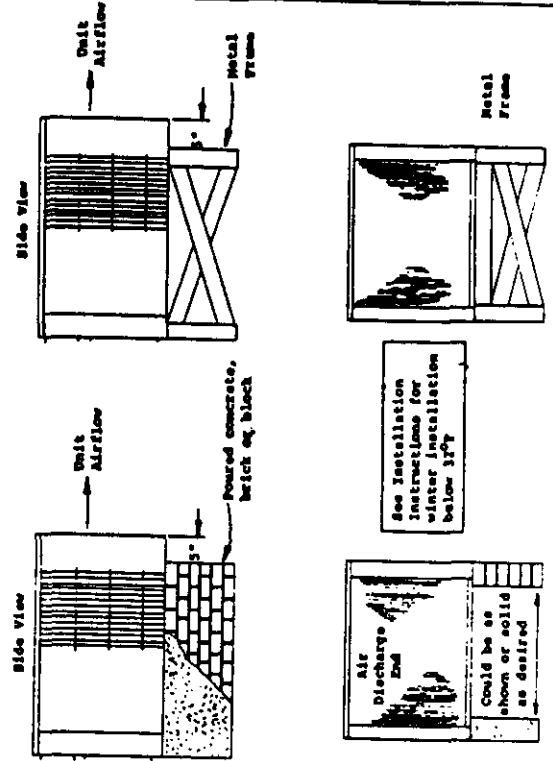 Side View
Unit
Airflow
5"
Poured concrete,
brick or block
Side View
Unit
Airflow
5"
Metal
Frame
Air
Discharge
End
Could be as
shown or solid
as desired
See Installation
Instructions for
winter installation
below 32°F
Metal
Frame